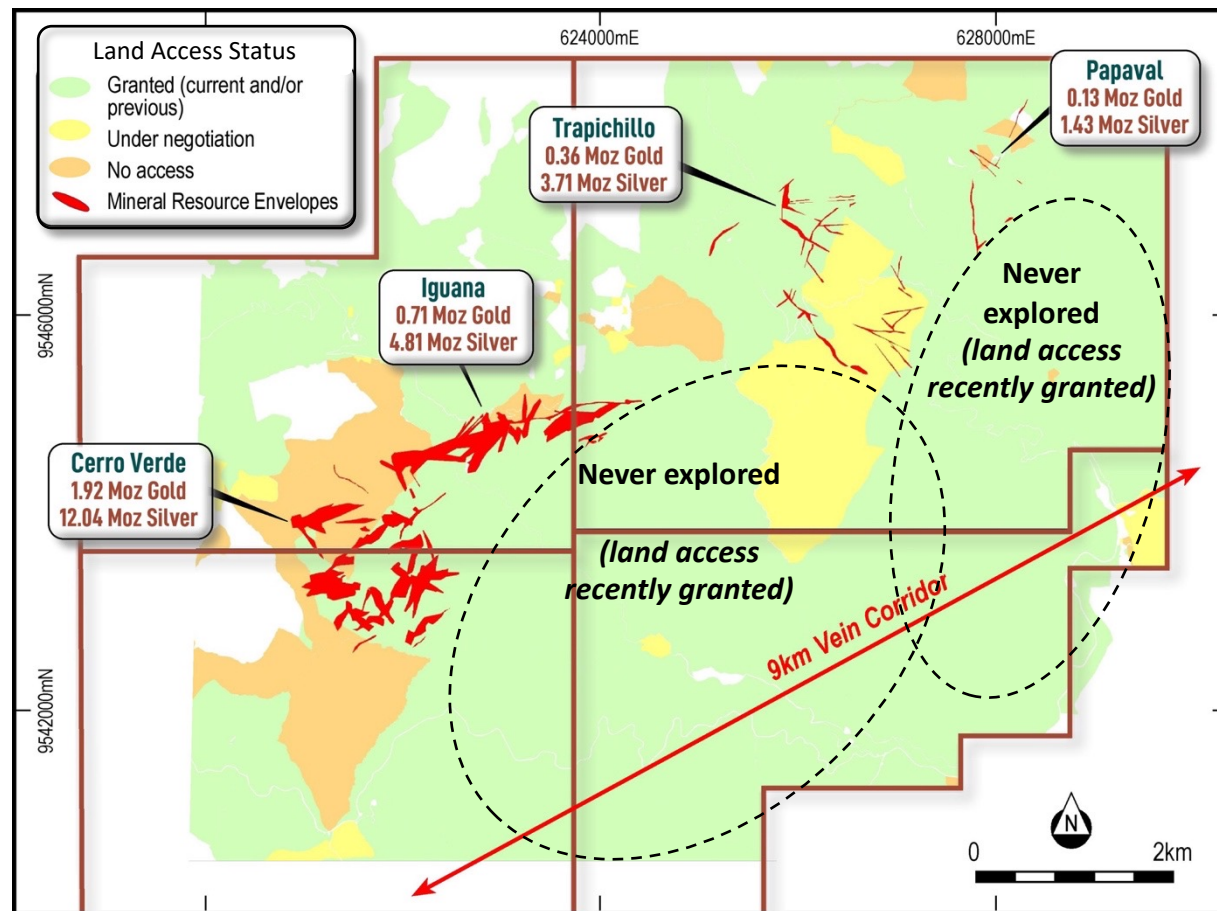 624000mE
628000mE
Land Access Status
Granted (current and/or
previous)
Under negotiation
No access
Mineral Resource Envelopes
Papaval
0.13 Moz Gold
1.43 Moz Silver
Trapichillo
0.36 Moz Gold
3.71 Moz Silver
Iguana
0.71 Moz Gold
4.81 Moz Silver
Never
explored
(land access
recently granted)
9546000mN
Cerro Verde
1.92 Moz Gold
12.04 Moz Silver
Never explored
(land access
recently granted)
9km Vein Corridor
9542000mN
N
0
2km